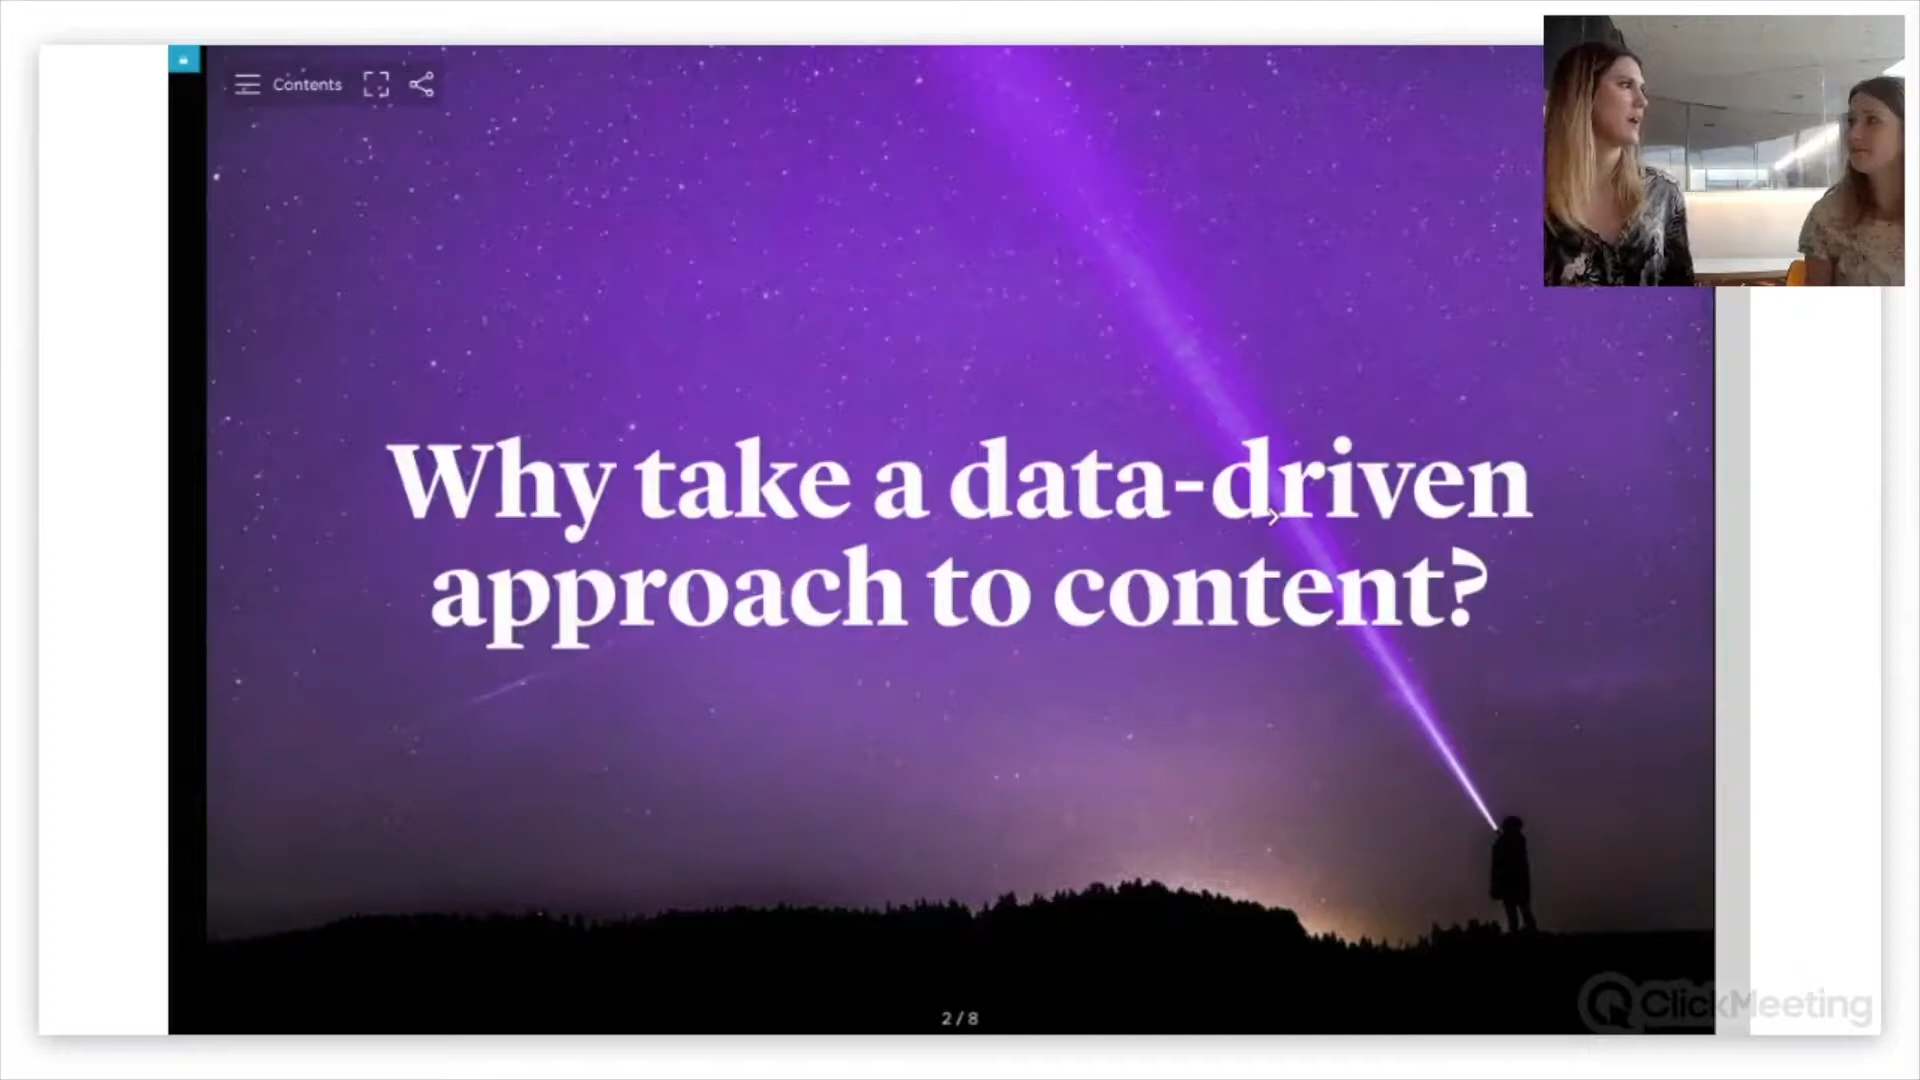 Contents
Why take a data-driven
approach to content?
2 / 8
ClickMeeting